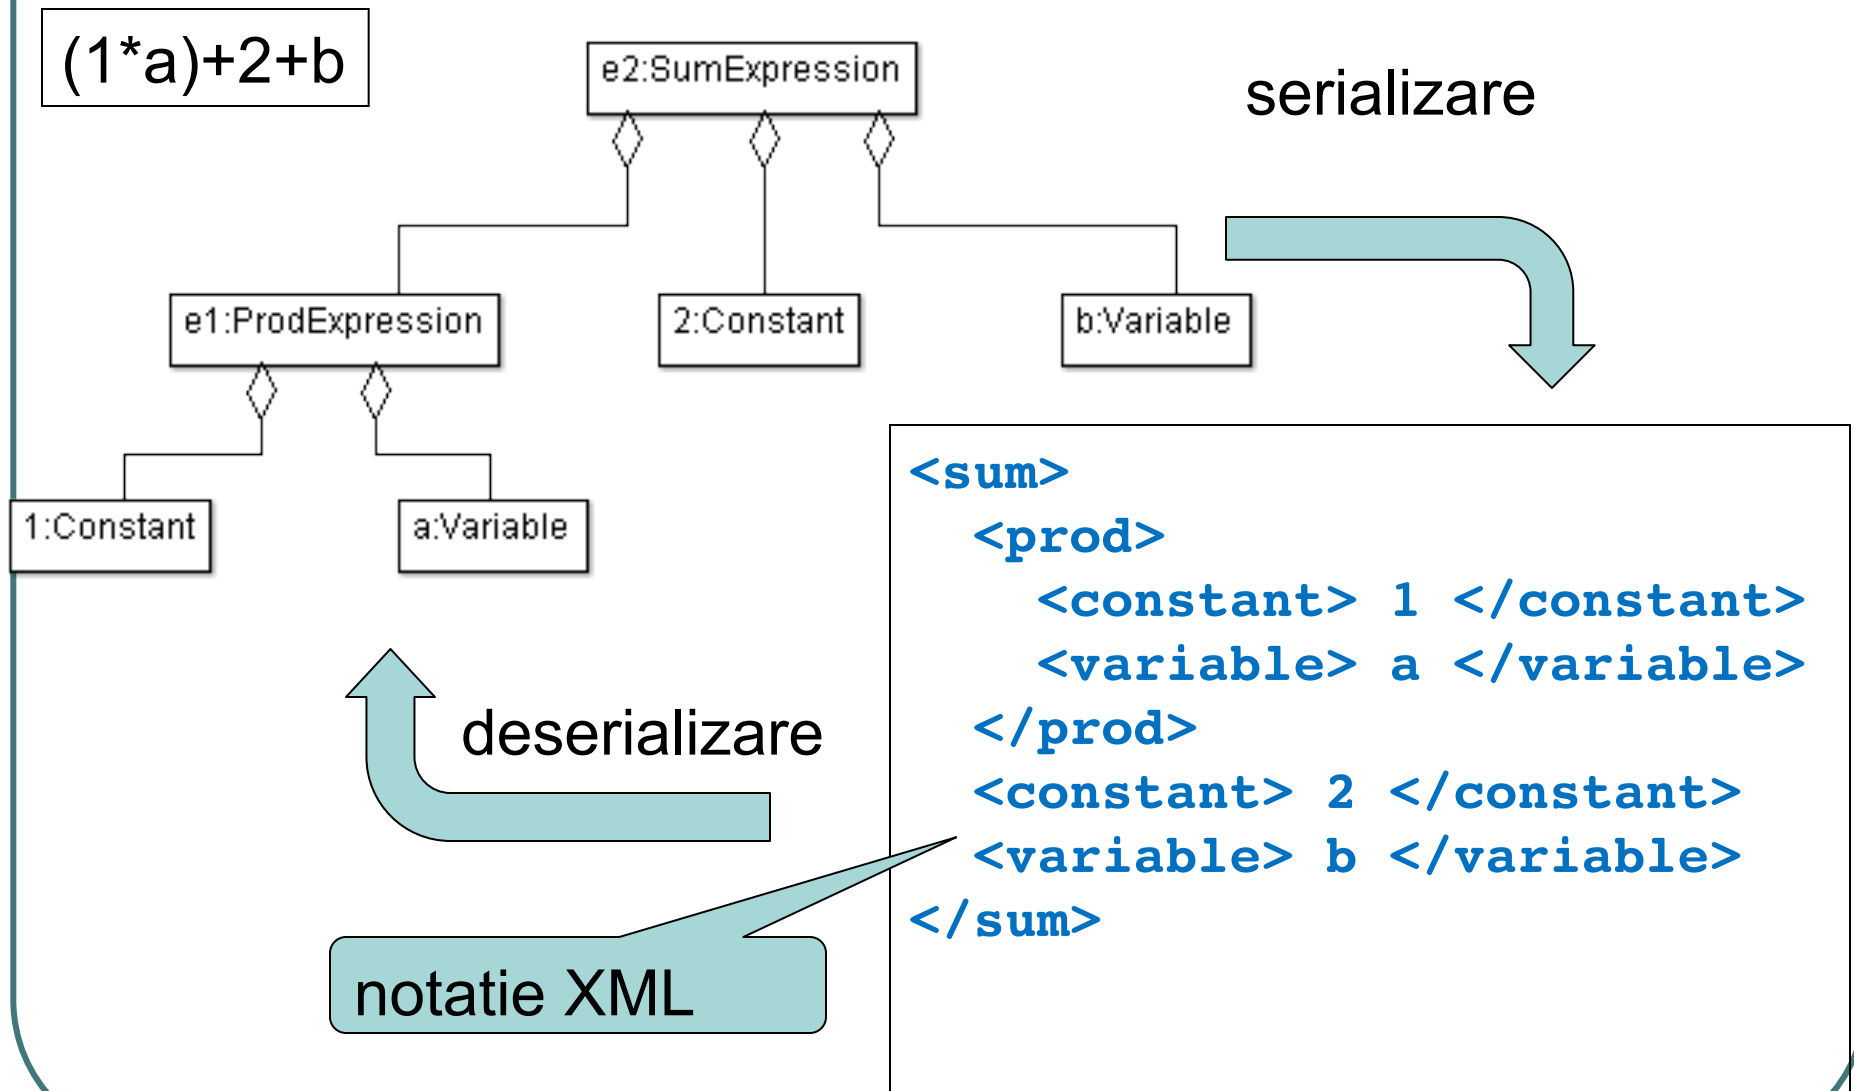 (1*a)+2+b
e2:SumExpression
serializare
e1:ProdExpression
2:Constant
b:Variable
1:Constant
a:Variable
<sum>
<prod>
<constant> 1 </constant>
<variable> a </variable>
</prod>
<constant> 2 </constant>
<variable> b </variable>
</sum>
deserializare
notatie XML